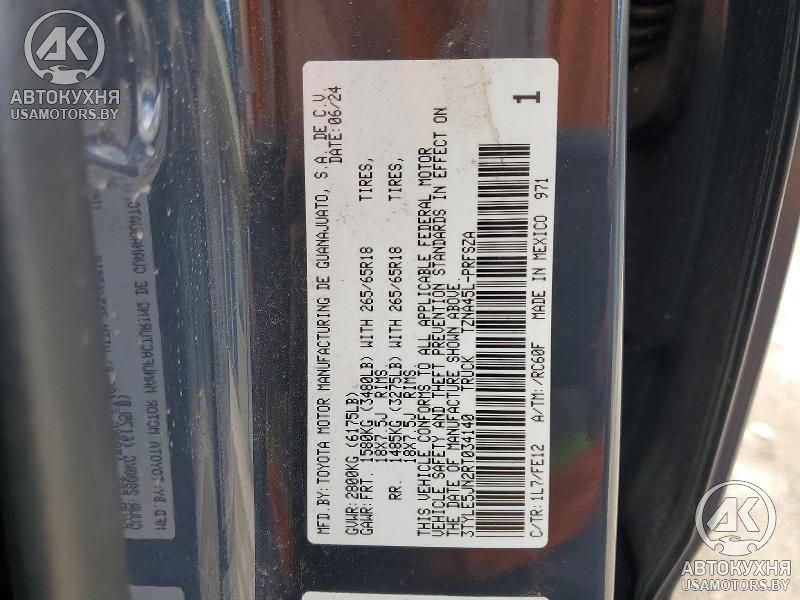 AK
АВТОКУХНЯ
USAMOTORS.BY
MFD.BY:TOYOTA MOTOR MANUFACTURING DE GUANAJUATO, S.A. DE C.V.
DATE: 06/24
GVWR: 2800KG (6175LB)
GAWR: FRT. 1580KG (3480LB) WITH 265/65R18 TIRES,
18X7.5J RIMS,
RR. 1485KG (3275LB) WITH 265/65R18 TIRES,
18X7.5J RIMS.
THIS VEHICLE CONFORMS TO ALL APPLICABLE FEDERAL MOTOR
VEHICLE SAFETY AND THEFT PREVENTION STANDARDS IN EFFECT ON
THE DATE OF MANUFACTURE SHOWN ABOVE.
3TYLE5JN2RT034140 TRUCK TZNA45L-PRFSZA
C/TR: 1L7/FE12 A/TM: /RC60F MADE IN MEXICO 971
1
AK
АВТОКУХНЯ
USAMOTORS.BY